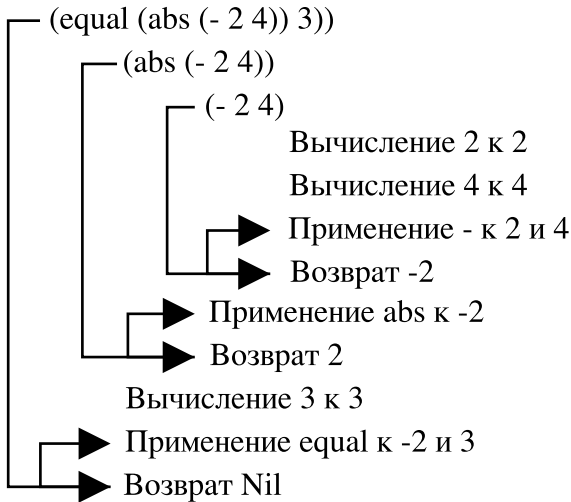 (equal (abs (- 2 4)) 3))
(abs (- 2 4))
(- 2 4)
Вычисление 2 к 2
Вычисление 4 к 4
Применение - к 2 и 4
Возврат -2
Применение abs к -2
Возврат 2
Вычисление 3 к 3
Применение equal к -2 и 3
Возврат Nil